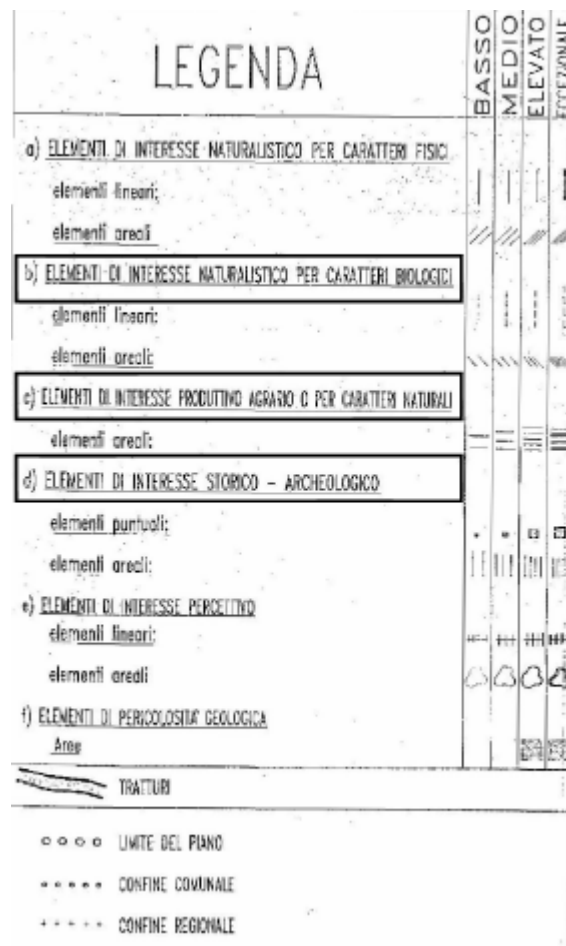 LEGENDA
BASSO
MEDIO
ELEVATO
ECCEZIONALE
a) ELEMENTI DI INTERESSE NATURALISTICO PER CARATTERI FISICI
elementi lineari;
elementi areali
b) ELEMENTI DI INTERESSE NATURALISTICO PER CARATTERI BIOLOGICI
elementi lineari:
elementi areali:
c) ELEMENTI DI INTERESSE PRODUTTIVO AGRARIO O PER CARATTERI NATURALI
elementi areali:
d) ELEMENTI DI INTERESSE STORICO - ARCHEOLOGICO
elementi puntuali:
elementi areali:
e) ELEMENTI DI INTERESSE PERCETTIVO
elementi lineari:
elementi areali
f) ELEMENTI DI PERICOLOSITA' GEOLOGICA
Aree
TRATTURI
LIMITE DEL PIANO
CONFINE COMUNALE
CONFINE REGIONALE